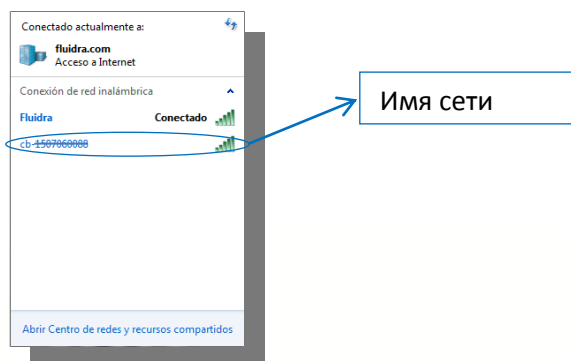 Conectado actualmente a:
fluidra.com
Acceso a Internet
Conexión de red inalámbrica
Fluidra Conectado
cb-1507060088
Abrir Centro de redes y recursos compartidos
Имя сети